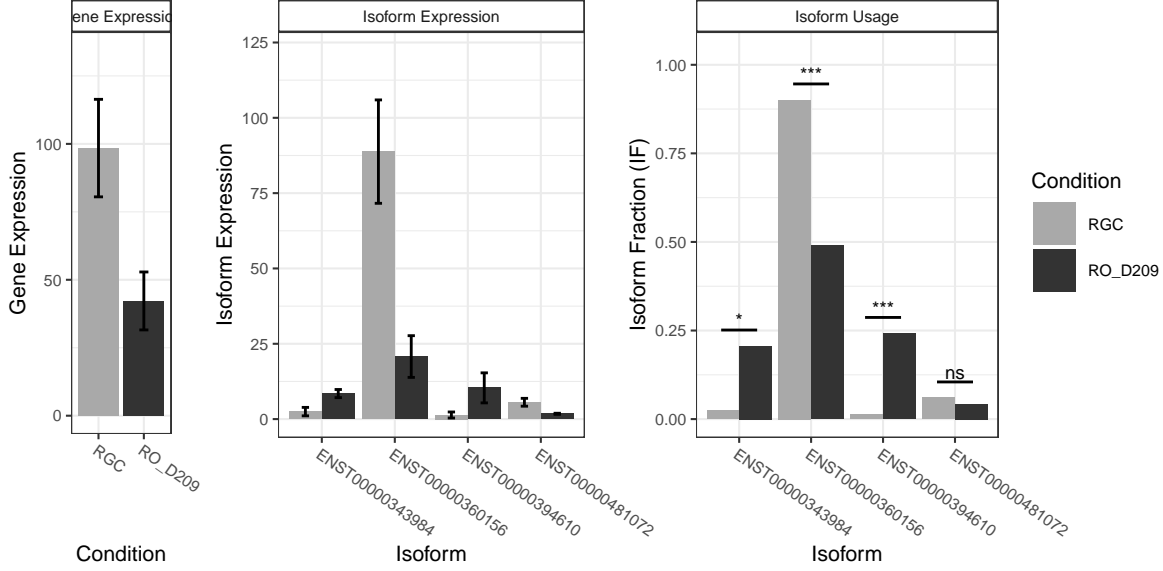 ene Expressio
Gene Expression
100
50
0
RGC
RO_D209
Condition
Isoform Expression
Isoform Expression
125
100
75
50
25
0
ENST00000343984
ENST00000360156
ENST00000394610
ENST00000481072
Isoform
Isoform Usage
Isoform Fraction (IF)
1.00
0.75
0.50
0.25
0.00
*
***
***
ns
ENST00000343984
ENST00000360156
ENST00000394610
ENST00000481072
Isoform
Condition
RGC
RO_D209